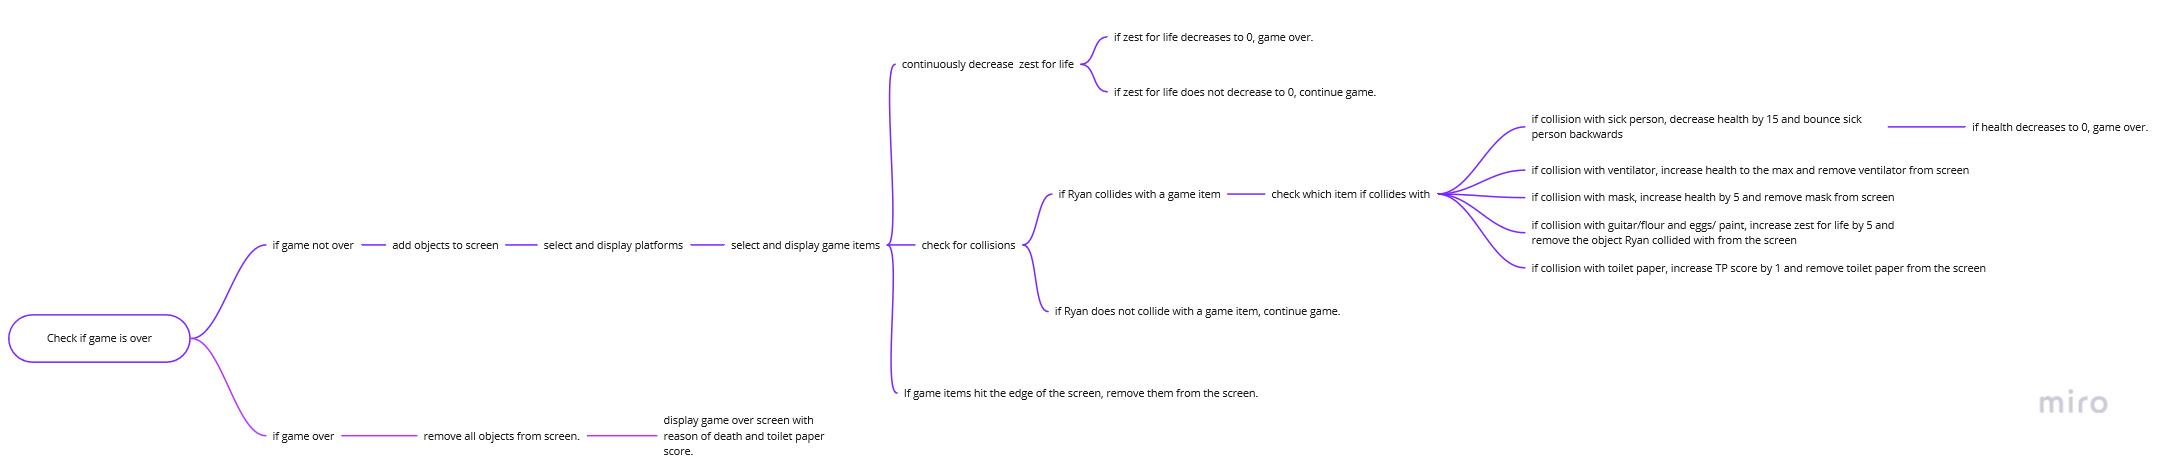 if zest for life decreases to 0, game over.
continuously decrease  zest for life
if zest for life does not decrease to 0, continue game.
if collision with sick person, decrease health by 15 and bounce sick
person backwards
if health decreases to 0, game over.
if collision with ventilator, increase health to the max and remove ventilator from screen
if Ryan collides with a game item
check which item if collides with
if collision with mask, increase health by 5 and remove mask from screen
if collision with guitar/flour and eggs/ paint, increase zest for life by 5 and
remove the object Ryan collided with from the screen
if game not over
add objects to screen
select and display platforms
select and display game items
check for collisions
if collision with toilet paper, increase TP score by 1 and remove toilet paper from the screen
if Ryan does not collide with a game item, continue game.
Check if game is over
If game items hit the edge of the screen, remove them from the screen.
miro
if game over
remove all objects from screen.
display game over screen with
reason of death and toilet paper
score.